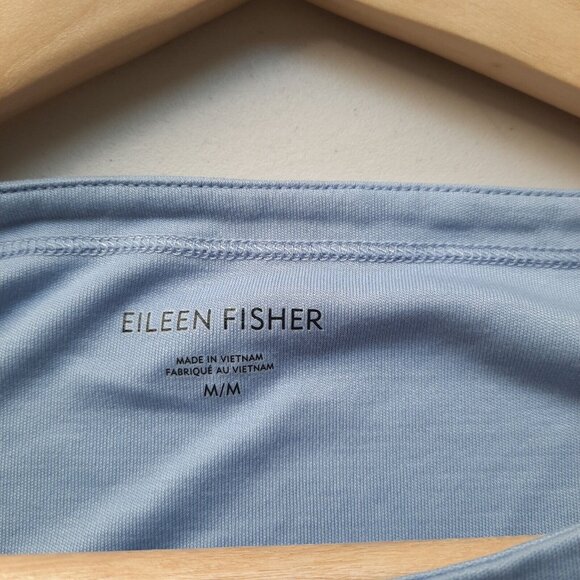 EILEEN FISHER
MADE IN VIETNAM
FABRIQUÉ AU VIETNAM
M/M